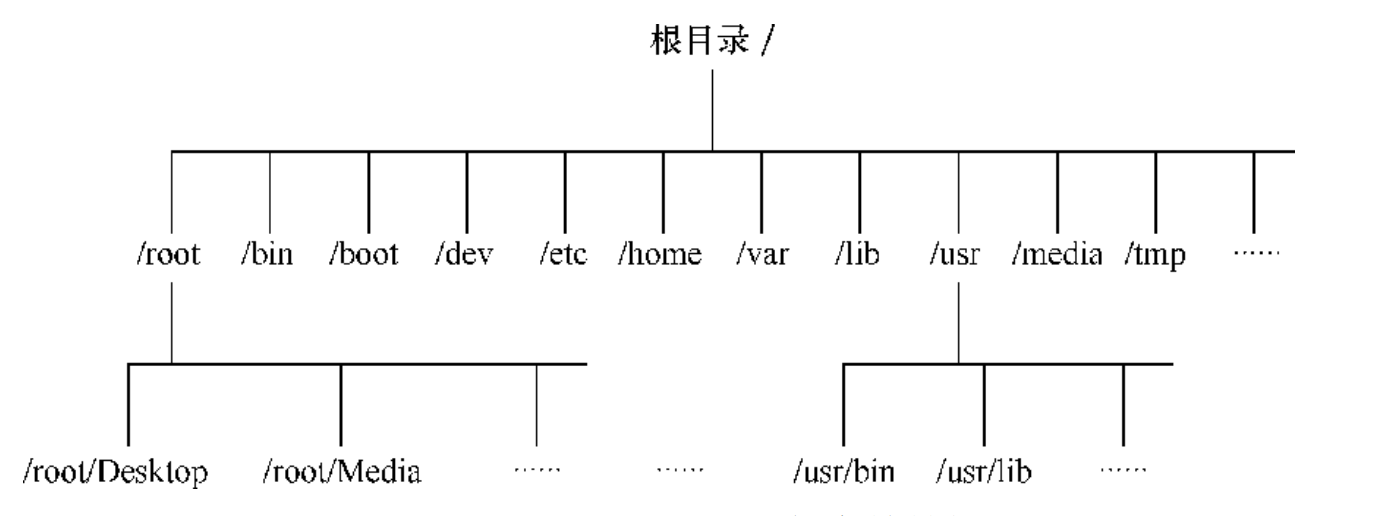 根目录 /
/root /bin /boot /dev /etc /home /var /lib /usr /media /tmp ……
/root/Desktop /root/Media …… …… /usr/bin /usr/lib ……